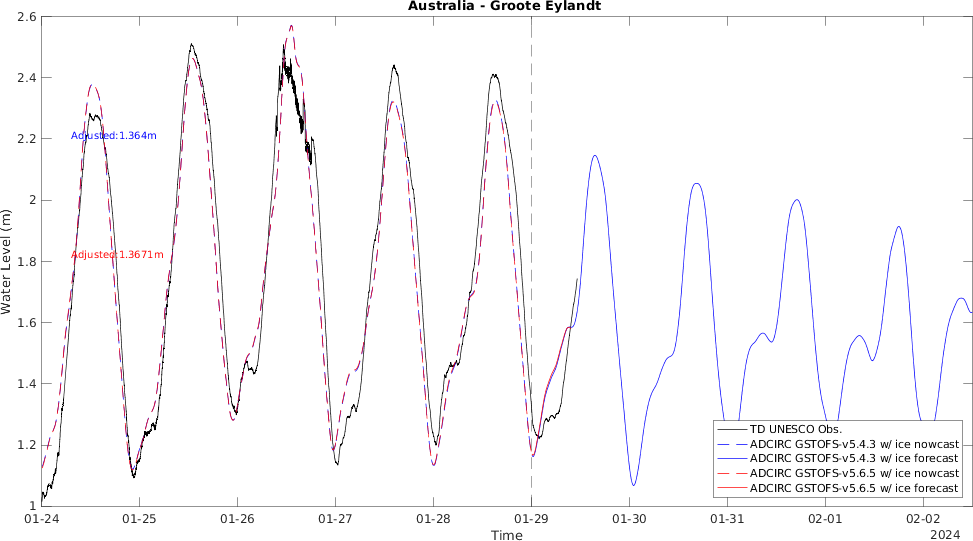 Australia - Groote Eylandt
2.6
2.4
2.2
2
1.8
1.6
1.4
1.2
1
Water Level (m)
Adjusted:1.364m
Adjusted:1.3671m
TD UNESCO Obs.
ADCIRC GSTOFS-v5.4.3 w/ ice nowcast
ADCIRC GSTOFS-v5.4.3 w/ ice forecast
ADCIRC GSTOFS-v5.6.5 w/ ice nowcast
ADCIRC GSTOFS-v5.6.5 w/ ice forecast
01-24 01-25 01-26 01-27 01-28 01-29 01-30 01-31 02-01 02-02
Time
2024